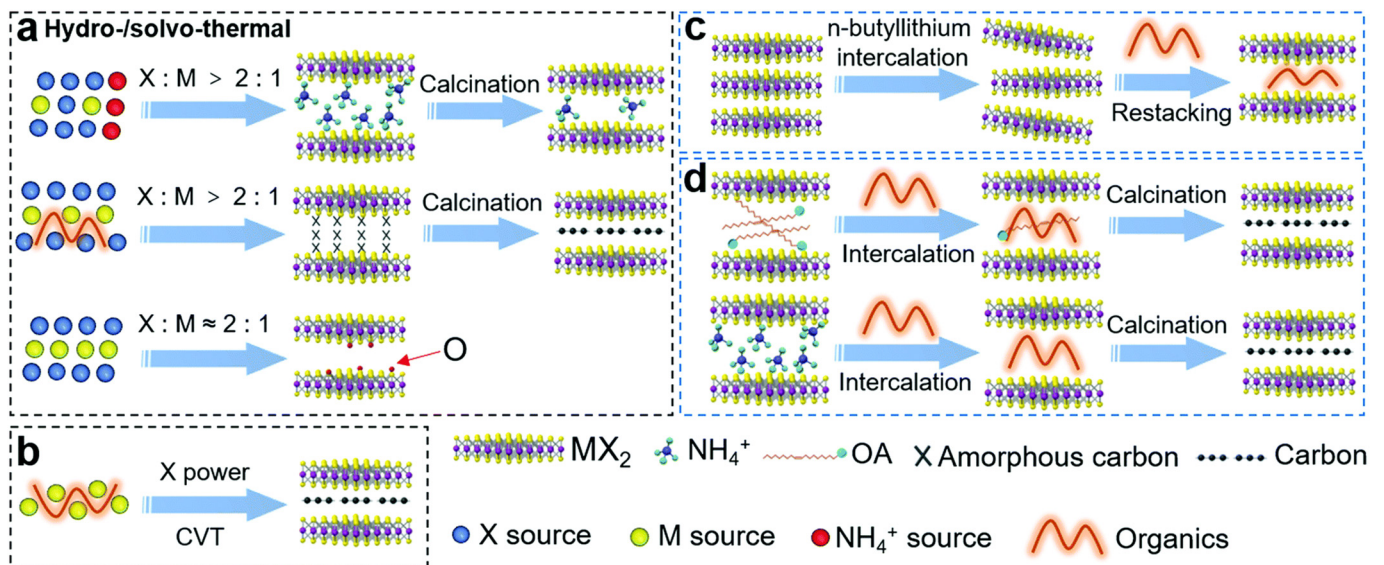 a Hydro-/solvo-thermal
X : M > 2 : 1
Calcination
X : M > 2 : 1
Calcination
X : M ≈ 2 : 1
O
b
X power
CVT
c
n-butyllithium
intercalation
Restacking
d
Intercalation
Calcination
Intercalation
Calcination
MX₂
NH₄⁺
OA
X Amorphous carbon
Carbon
X source
M source
NH₄⁺ source
Organics